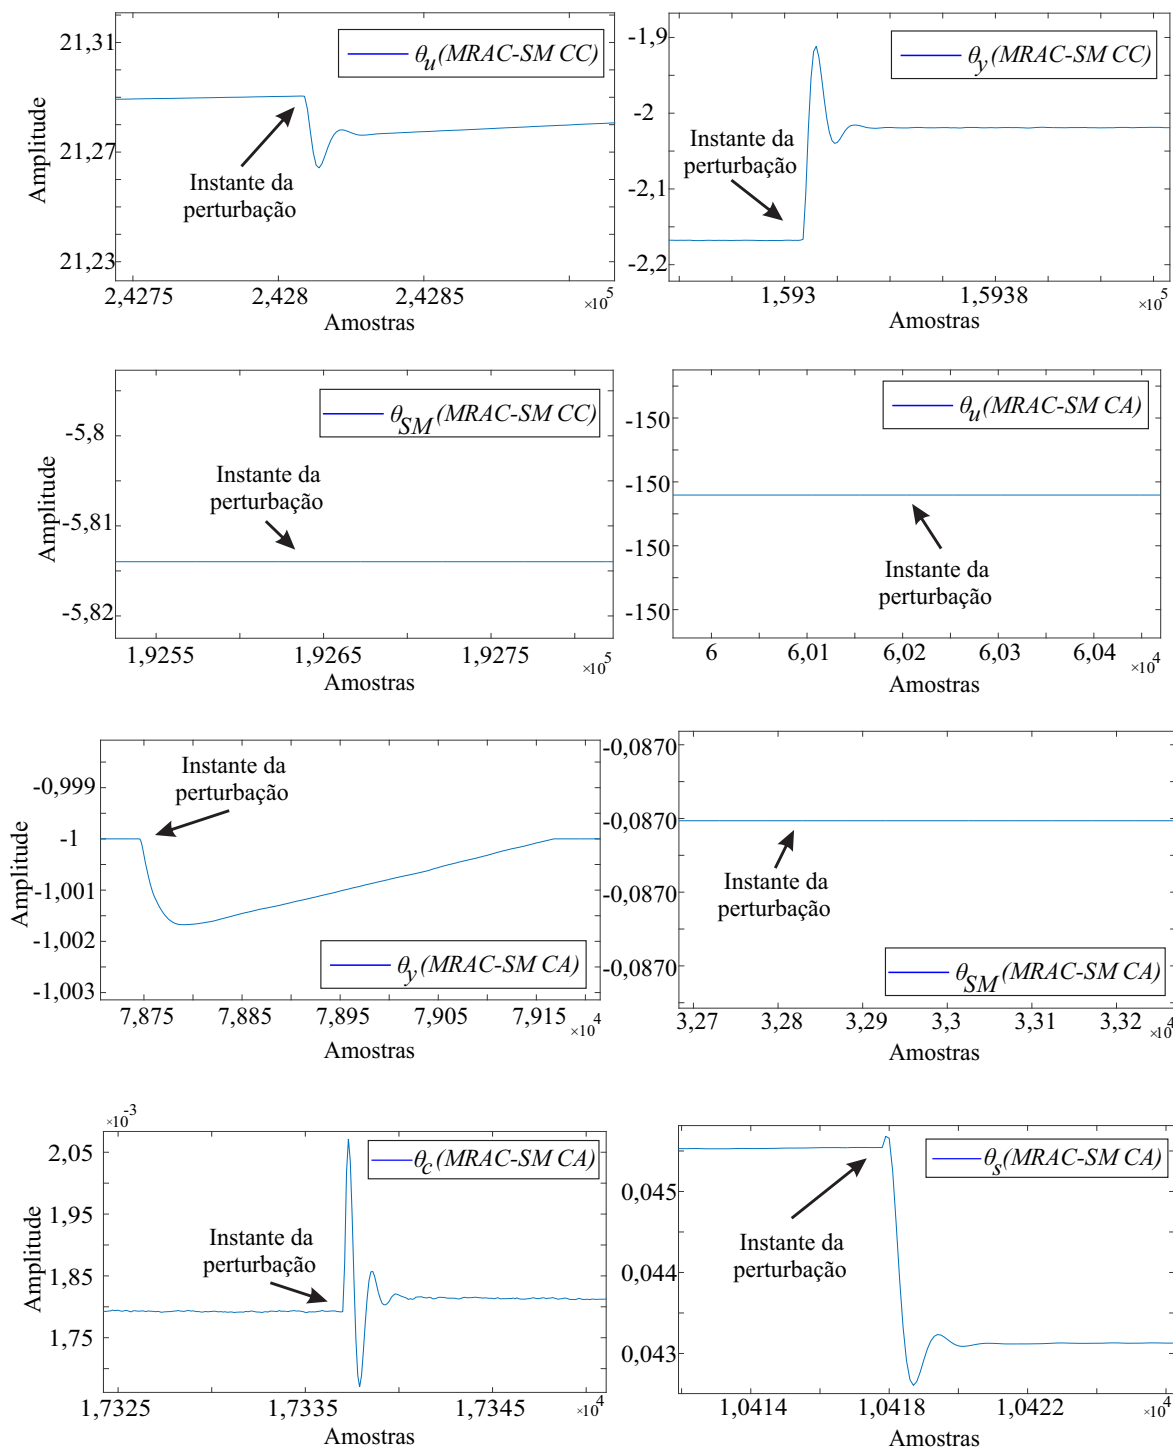 21,31
21,27
21,23
Amplitude
θu(MRAC-SM CC)
Instante da
perturbação
2,4275
2,428
2,4285
×10^5
Amostras
-1,9
-2
-2,1
-2,2
θy(MRAC-SM CC)
Instante da
perturbação
1,593
1,5938
×10^5
Amostras
-5,8
-5,81
-5,82
Amplitude
θSM(MRAC-SM CC)
Instante da
perturbação
1,9255
1,9265
1,9275
×10^5
Amostras
-150
-150
-150
-150
θu(MRAC-SM CA)
Instante da
perturbação
6
6,01
6,02
6,03
6,04
×10^4
Amostras
-0,999
-1
-1,001
-1,002
-1,003
Amplitude
Instante da
perturbação
θy(MRAC-SM CA)
7,875
7,885
7,895
7,905
7,915
×10^4
Amostras
-0,0870
-0,0870
-0,0870
-0,0870
Instante da
perturbação
θSM(MRAC-SM CA)
3,27
3,28
3,29
3,3
3,31
3,32
×10^4
Amostras
×10^-3
2,05
1,95
1,85
1,75
Amplitude
θc(MRAC-SM CA)
Instante da
perturbação
1,7325
1,7335
1,7345
×10^4
Amostras
0,045
0,044
0,043
θs(MRAC-SM CA)
Instante da
perturbação
1,0414
1,0418
1,0422
×10^4
Amostras